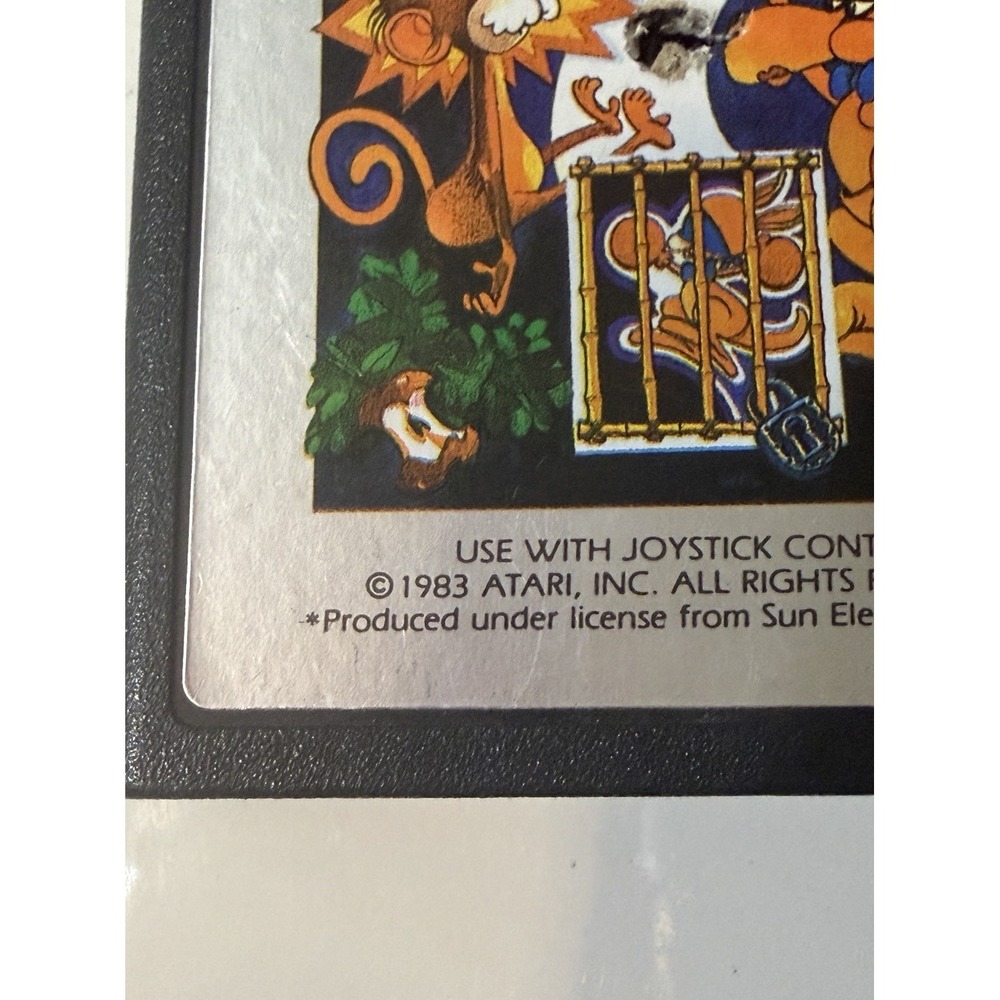 USE WITH JOYSTICK CONT
© 1983 ATARI, INC. ALL RIGHTS
*Produced under license from Sun Ele